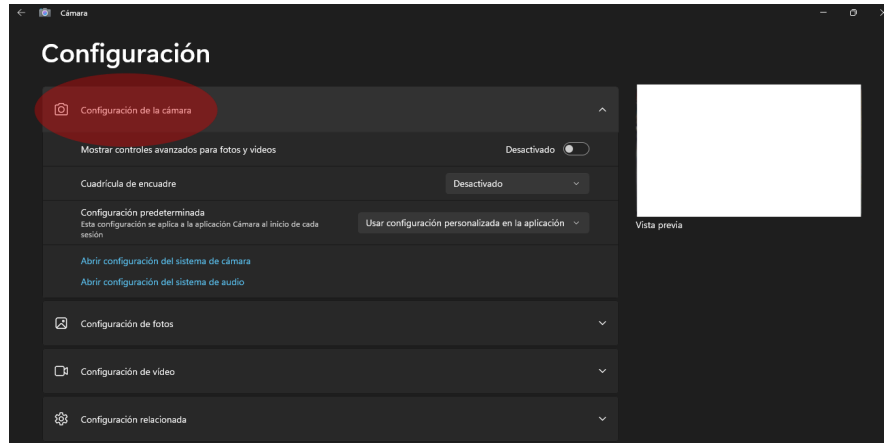 Cámara
Configuración
Configuración de la cámara
Mostrar controles avanzados para fotos y videos
Desactivado
Cuadrícula de encuadre
Desactivado
Configuración predeterminada
Esta configuración se aplica a la aplicación Cámara al inicio de cada
sesión
Usar configuración personalizada en la aplicación
Abrir configuración del sistema de cámara
Abrir configuración del sistema de audio
Configuración de fotos
Configuración de vídeo
Configuración relacionada
Vista previa